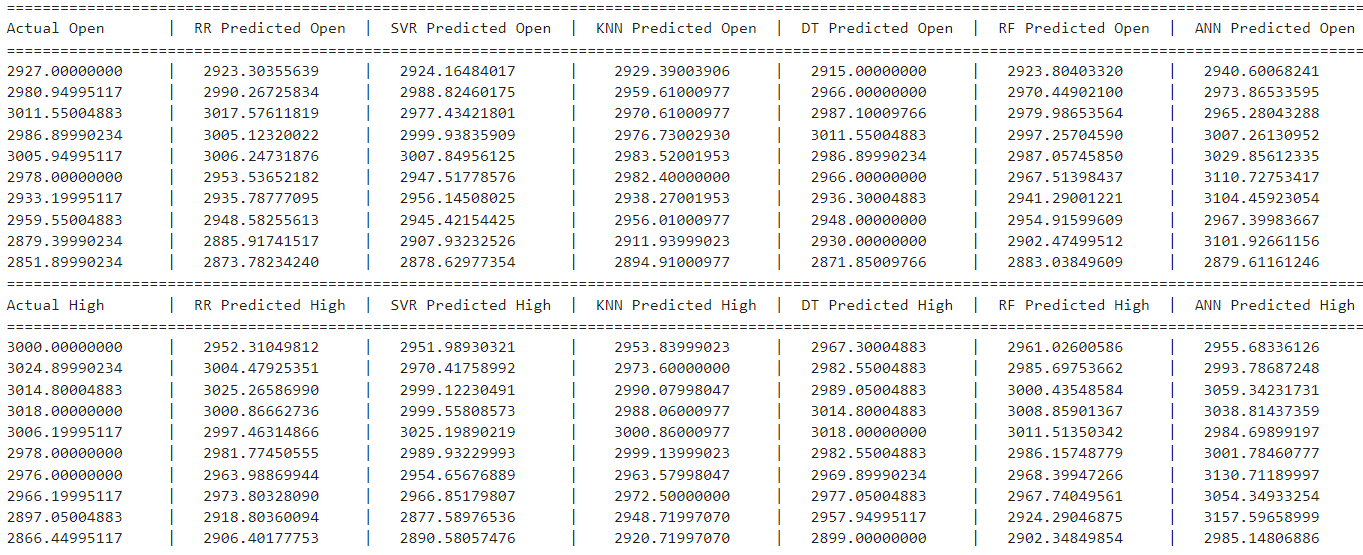 Actual Open | RR Predicted Open | SVR Predicted Open | KNN Predicted Open | DT Predicted Open | RF Predicted Open | ANN Predicted Open
2927.00000000 | 2923.30355639 | 2924.16484017 | 2929.39003906 | 2915.00000000 | 2923.80403320 | 2940.60068241
2980.94995117 | 2990.26725834 | 2988.82460175 | 2959.61000977 | 2966.00000000 | 2970.44902100 | 2973.86533595
3011.55004883 | 3017.57611819 | 2977.43421801 | 2970.61000977 | 2987.10009766 | 2979.98653564 | 2965.28043288
2986.89990234 | 3005.12320022 | 2999.93835909 | 2976.73002930 | 3011.55004883 | 2997.25704590 | 3007.26130952
3005.94995117 | 3006.24731876 | 3007.84956125 | 2983.52001953 | 2986.89990234 | 2987.05745850 | 3029.85612335
2978.00000000 | 2953.53652182 | 2947.51778576 | 2982.40000000 | 2966.00000000 | 2967.51398437 | 3110.72753417
2933.19995117 | 2935.78777095 | 2956.14508025 | 2938.27001953 | 2936.30004883 | 2941.29001221 | 3104.45923054
2959.55004883 | 2948.58255613 | 2945.42154425 | 2956.01000977 | 2948.00000000 | 2954.91599609 | 2967.39983667
2879.39990234 | 2885.91741517 | 2907.93232526 | 2911.93999023 | 2930.00000000 | 2902.47499512 | 3101.92661156
2851.89990234 | 2873.78234240 | 2878.62977354 | 2894.91000977 | 2871.85009766 | 2883.03849609 | 2879.61161246
Actual High | RR Predicted High | SVR Predicted High | KNN Predicted High | DT Predicted High | RF Predicted High | ANN Predicted High
3000.00000000 | 2952.31049812 | 2951.98930321 | 2953.83999023 | 2967.30004883 | 2961.02600586 | 2955.68336126
3024.89990234 | 3004.47925351 | 2970.41758992 | 2973.60000000 | 2982.55004883 | 2985.69753662 | 2993.78687248
3014.80004883 | 3025.26586990 | 2999.12230491 | 2990.07998047 | 2989.05004883 | 3000.43548584 | 3059.34231731
3018.00000000 | 3000.86662736 | 2999.55808573 | 2988.06000977 | 3014.80004883 | 3008.85901367 | 3038.81437359
3006.19995117 | 2997.46314866 | 3025.19890219 | 3000.86000977 | 3018.00000000 | 3011.51350342 | 2984.69899197
2978.00000000 | 2981.77450555 | 2989.93229993 | 2999.13999023 | 2982.55004883 | 2986.15748779 | 3001.78460777
2976.00000000 | 2963.98869944 | 2954.65676889 | 2963.57998047 | 2969.89990234 | 2968.39947266 | 3130.71189997
2966.19995117 | 2973.80328090 | 2966.85179807 | 2972.50000000 | 2977.05004883 | 2967.74049561 | 3054.34933254
2897.05004883 | 2918.80360094 | 2877.58976536 | 2948.71997070 | 2957.94995117 | 2924.29046875 | 3157.59658999
2866.44995117 | 2906.40177753 | 2890.58057476 | 2920.71997070 | 2899.00000000 | 2902.34849854 | 2985.14806886